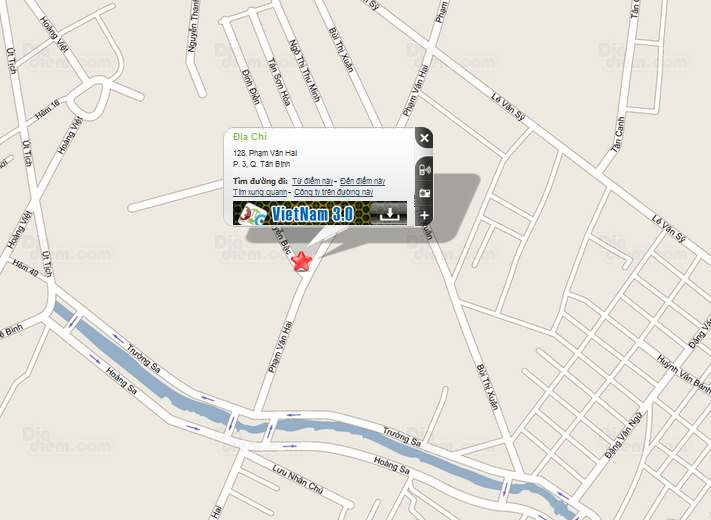 Hoàng Việt
Út Tịch
Nguyễn Thanh
Tân Sơn Hòa
Ngô Thị Thu Minh
Bùi Thị Xuân
Phạm
Văn Sỹ
Tân C
Địa
điểm.com
Địa
điểm.com
Địa
điểm.com
Dinh Điền
Phạm Văn Hai
Lê Văn Sỹ
Tân Canh
Hẻm 16
Hoàng Việt
Út Tịch
Địa Chỉ
128, Phạm Văn Hai
P. 3, Q. Tân Bình
Tìm đường đi: Từ điểm này - Đến điểm này
Tìm xung quanh - Công ty trên đường này
VietNam 3.0
Hoàng Việt
Bắc
Xuân
Lê Văn Sỹ
Út Tịch
Hẻm 49
Địa
điểm.com
Địa
điểm.com
Địa
điểm.com
Bình
Phạm Văn Hai
Trường Sa
Hoàng Sa
Bùi Thị Xuân
Đặng Vă
Huỳnh Văn Bánh
Đặng Văn Ngữ
Địa
điểm.com
Địa
điểm.com
Địa
điểm.com
Trường Sa
Hoàng Sa
Lưu Nhân Chú
Hai